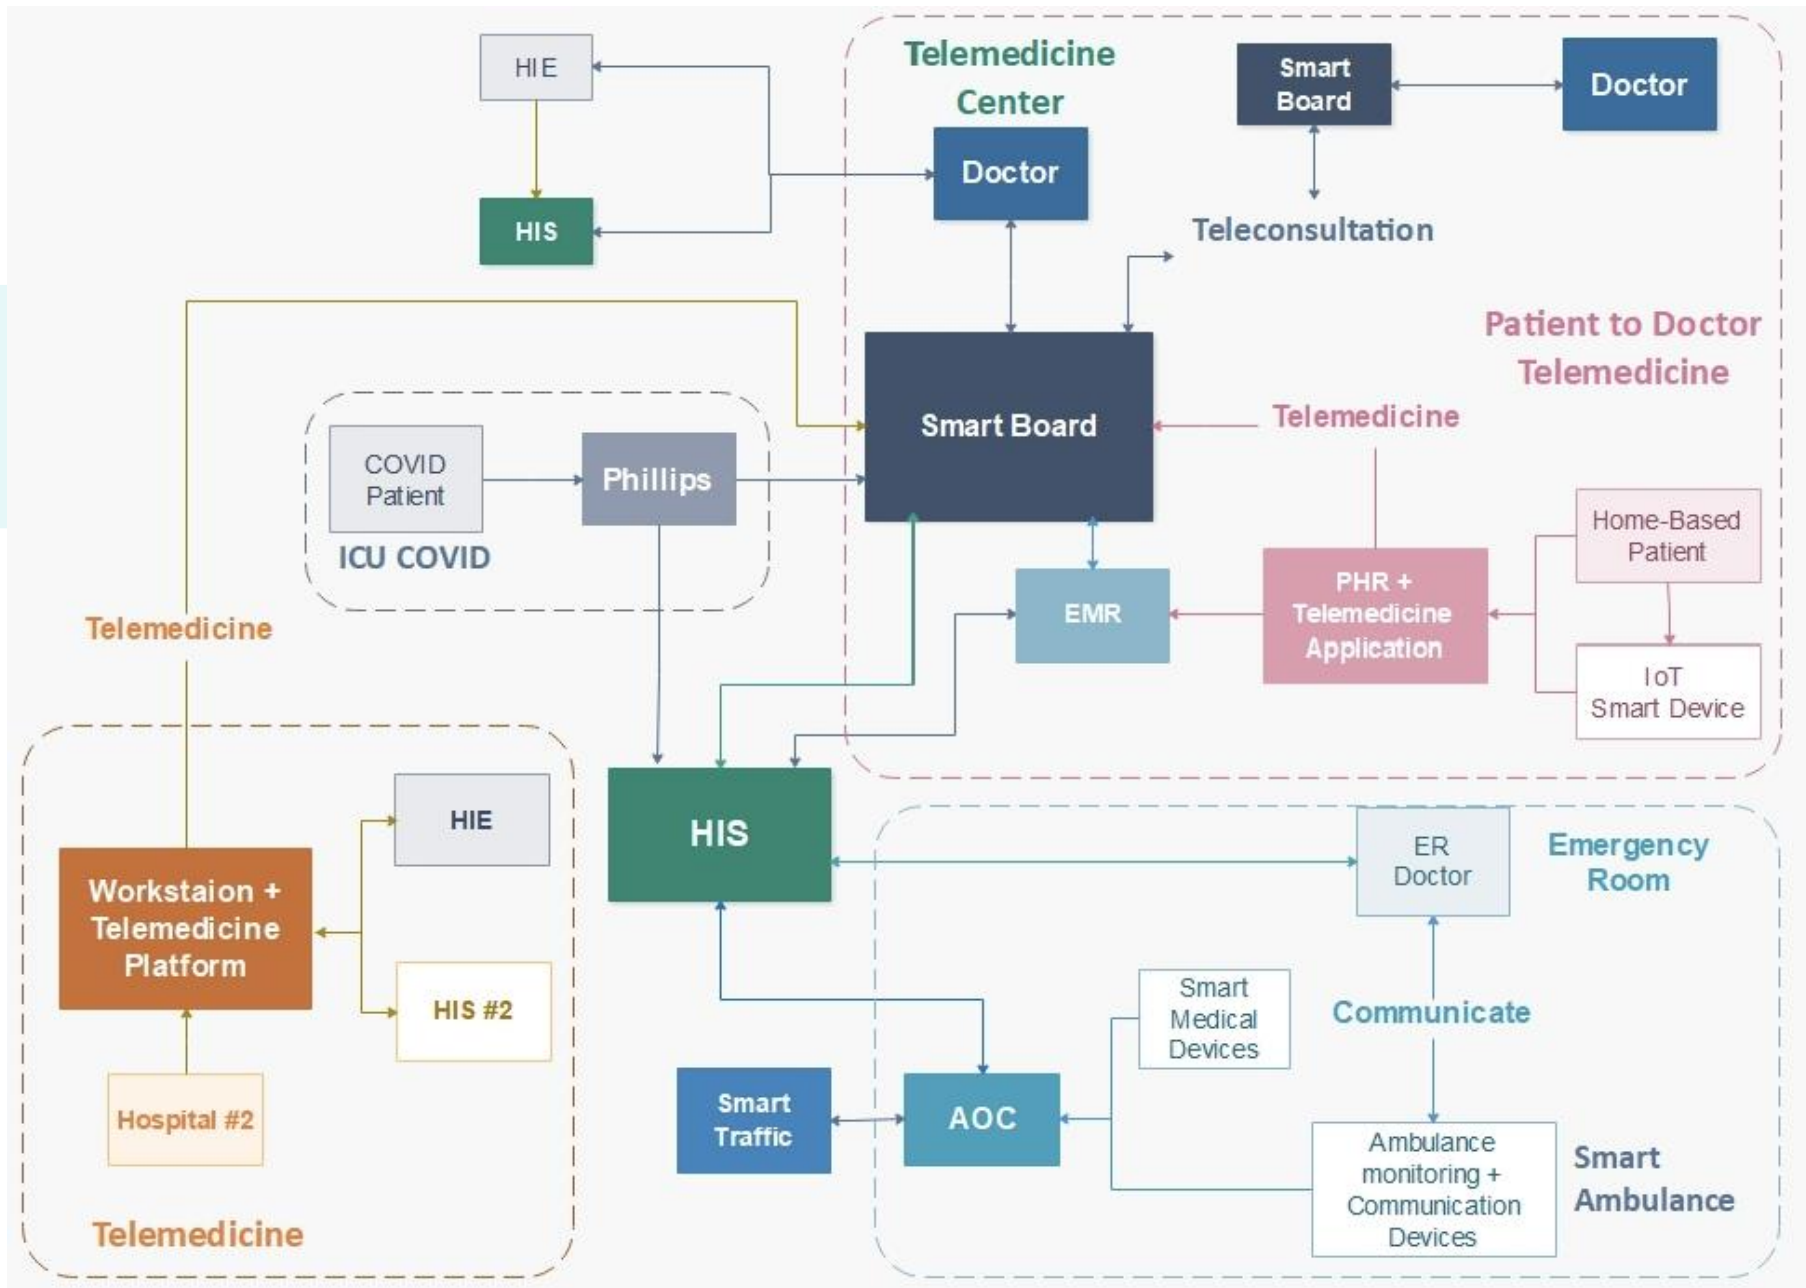 HIE
Telemedicine
Center
Smart
Board
Doctor
Doctor
HIS
Teleconsultation
Patient to Doctor
Telemedicine
Smart Board
Telemedicine
COVID
Patient
Phillips
ICU COVID
Home-Based
Patient
PHR +
Telemedicine
Application
EMR
IoT
Smart Device
Telemedicine
HIE
HIS
ER
Doctor
Emergency
Room
Workstaion +
Telemedicine
Platform
HIS #2
Smart
Medical
Devices
Communicate
Hospital #2
Smart
Traffic
AOC
Ambulance
monitoring +
Communication
Devices
Smart
Ambulance
Telemedicine